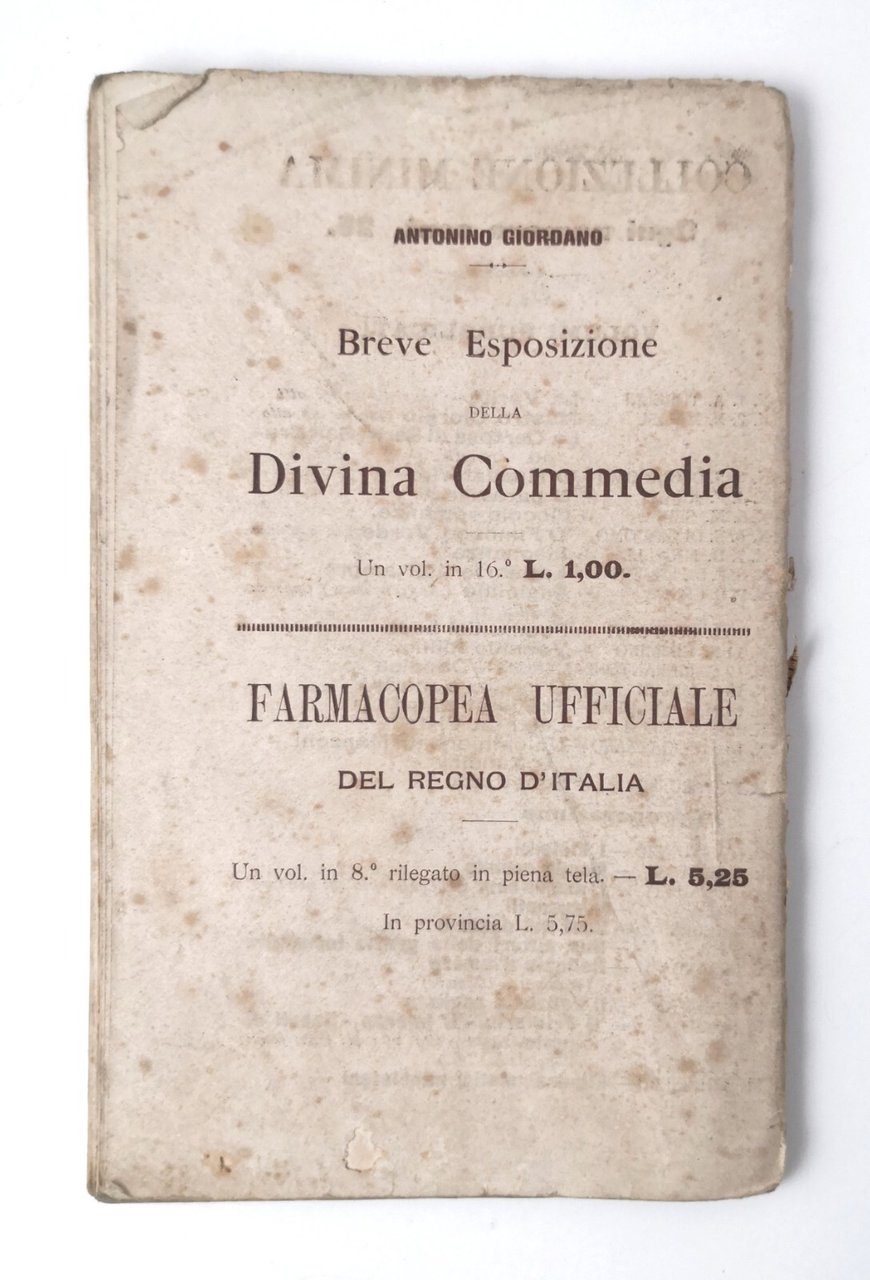 ANTONINO GIORDANO
Breve Esposizione
DELLA
Divina Commedia
Un vol. in 16.º L. 1,00.
FARMACOPEA UFFICIALE
DEL REGNO D'ITALIA
Un vol. in 8.º rilegato in piena tela. — L. 5,25
In provincia L. 5,75.